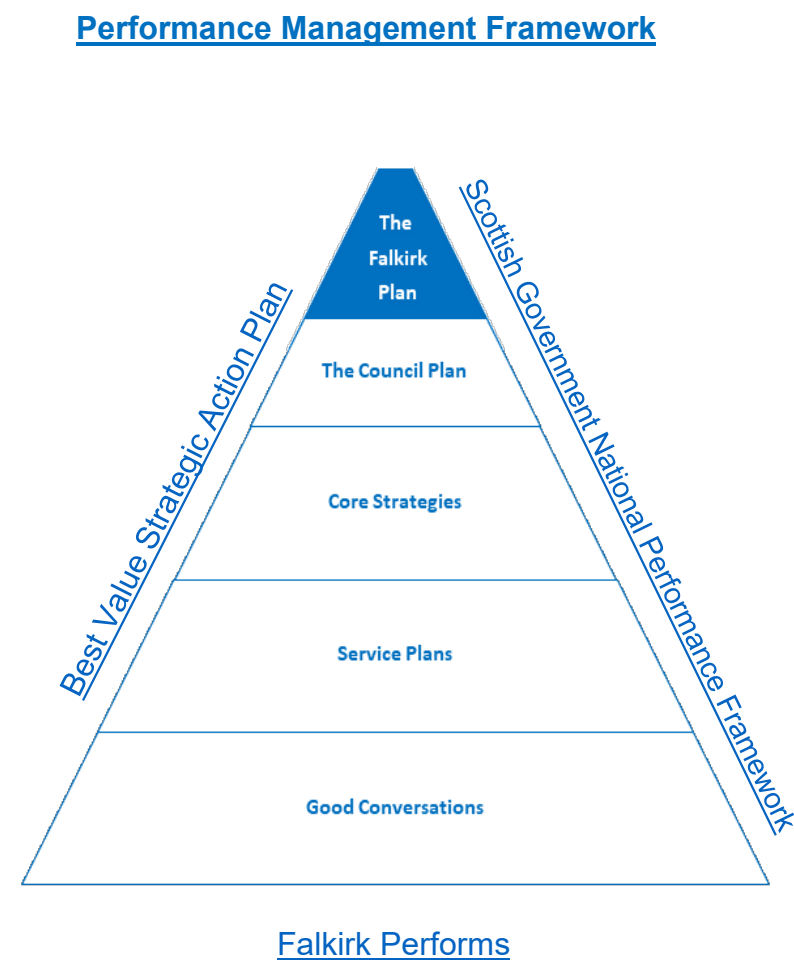 Performance Management Framework
The
Falkirk
Plan
Scottish Government National Performance Framework
Best Value Strategic Action Plan
The Council Plan
Core Strategies
Service Plans
Good Conversations
Falkirk Performs